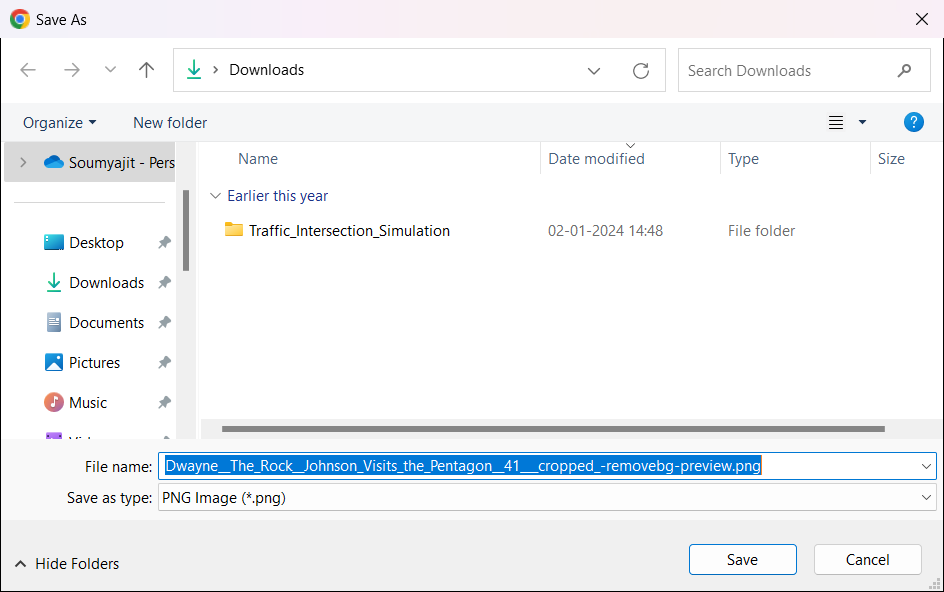 Save As
Downloads
Search Downloads
Organize
New folder
?
Soumyajit - Pers
Name
Date modified
Type
Size
Earlier this year
Traffic_Intersection_Simulation
02-01-2024 14:48
File folder
Desktop
Downloads
Documents
Pictures
Music
File name:
Dwayne__The_Rock__Johnson_Visits_the_Pentagon__41___cropped_-removebg-preview.png
Save as type:
PNG Image (*.png)
Hide Folders
Save
Cancel